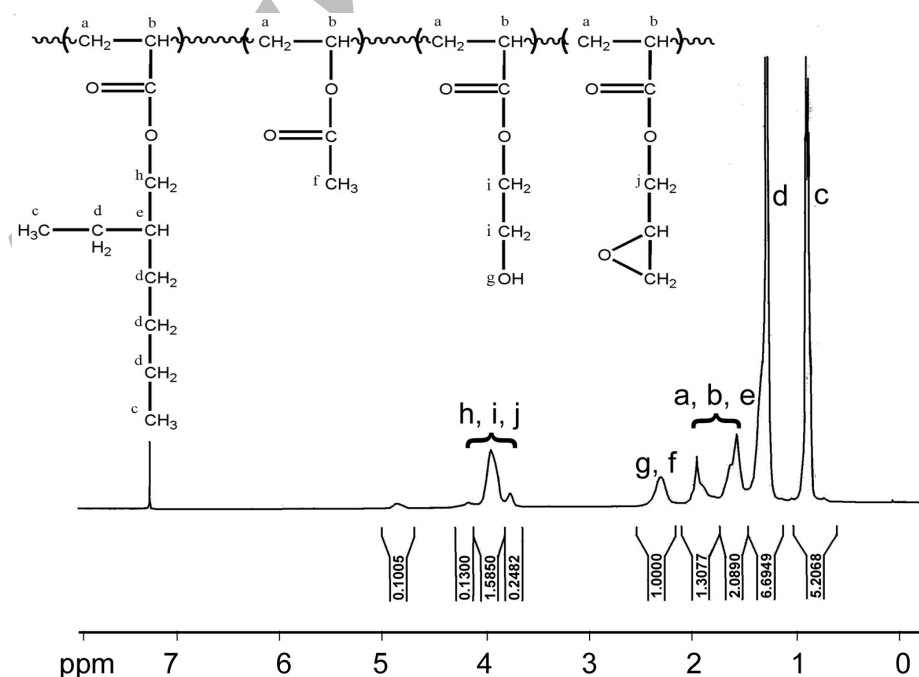 a b a b a b a b
CH2 CH CH2 CH CH2 CH CH2 CH
O C O O C O C
O O C O O
h CH2 f CH3 i CH2 j CH2
c d e
H3C C H2 CH i CH2 O CH
d CH2 g OH CH2
d CH2
d CH2
c CH3
d c
a, b, e
h, i, j
g, f
0.1005 0.1300 1.5850 0.2482 1.0000 1.3077 2.0890 6.6949 5.2068
ppm 7 6 5 4 3 2 1 0